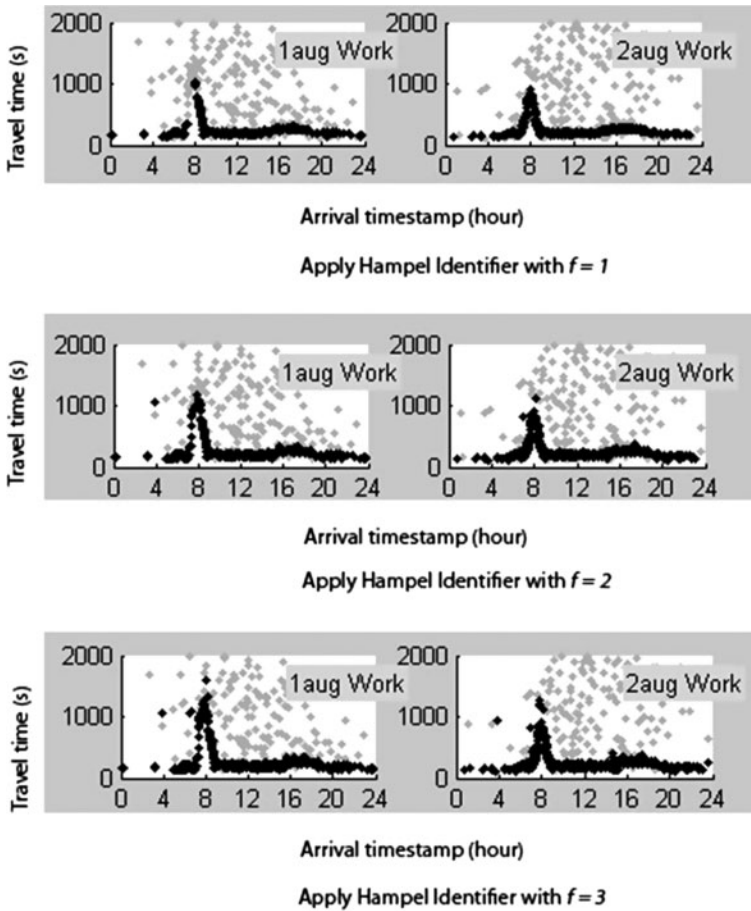 2000
1000
0
Travel time (s)
1aug Work
0 4 8 12 16 20 24
2000
1000
0
2aug Work
0 4 8 12 16 20 24
Arrival timestamp (hour)
Apply Hampel Identifier with f = 1
2000
1000
0
Travel time (s)
1aug Work
0 4 8 12 16 20 24
2000
1000
0
2aug Work
0 4 8 12 16 20 24
Arrival timestamp (hour)
Apply Hampel Identifier with f = 2
2000
1000
0
Travel time (s)
1aug Work
0 4 8 12 16 20 24
2000
1000
0
2aug Work
0 4 8 12 16 20 24
Arrival timestamp (hour)
Apply Hampel Identifier with f = 3